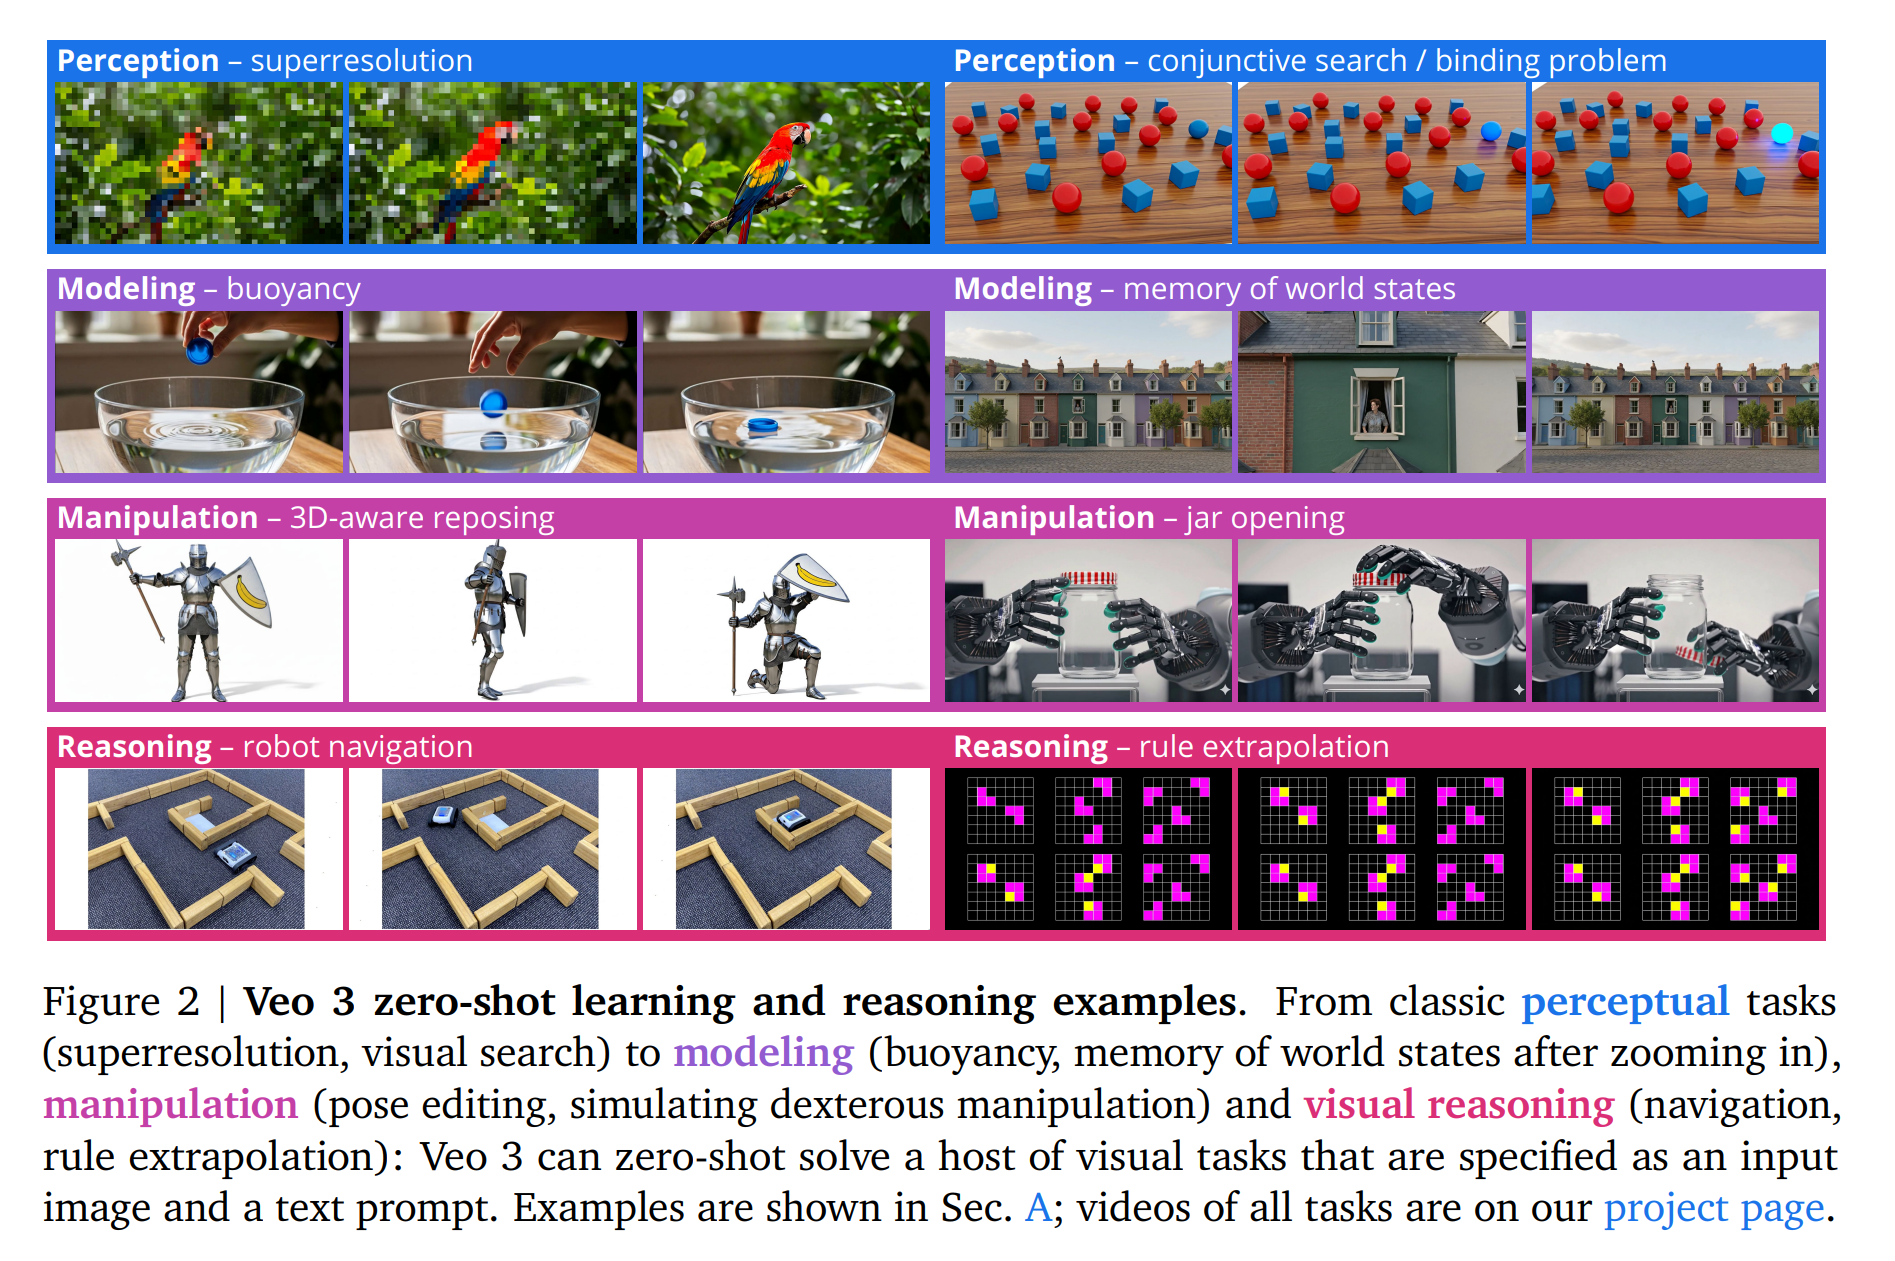 Perception – superresolution
Perception – conjunctive search / binding problem
Modeling – buoyancy
Modeling – memory of world states
Manipulation – 3D-aware reposing
Manipulation – jar opening
Reasoning – robot navigation
Reasoning – rule extrapolation
Figure 2 | Veo 3 zero-shot learning and reasoning examples. From classic perceptual tasks
(superresolution, visual search) to modeling (buoyancy, memory of world states after zooming in),
manipulation (pose editing, simulating dexterous manipulation) and visual reasoning (navigation,
rule extrapolation): Veo 3 can zero-shot solve a host of visual tasks that are specified as an input
image and a text prompt. Examples are shown in Sec. A; videos of all tasks are on our project page.